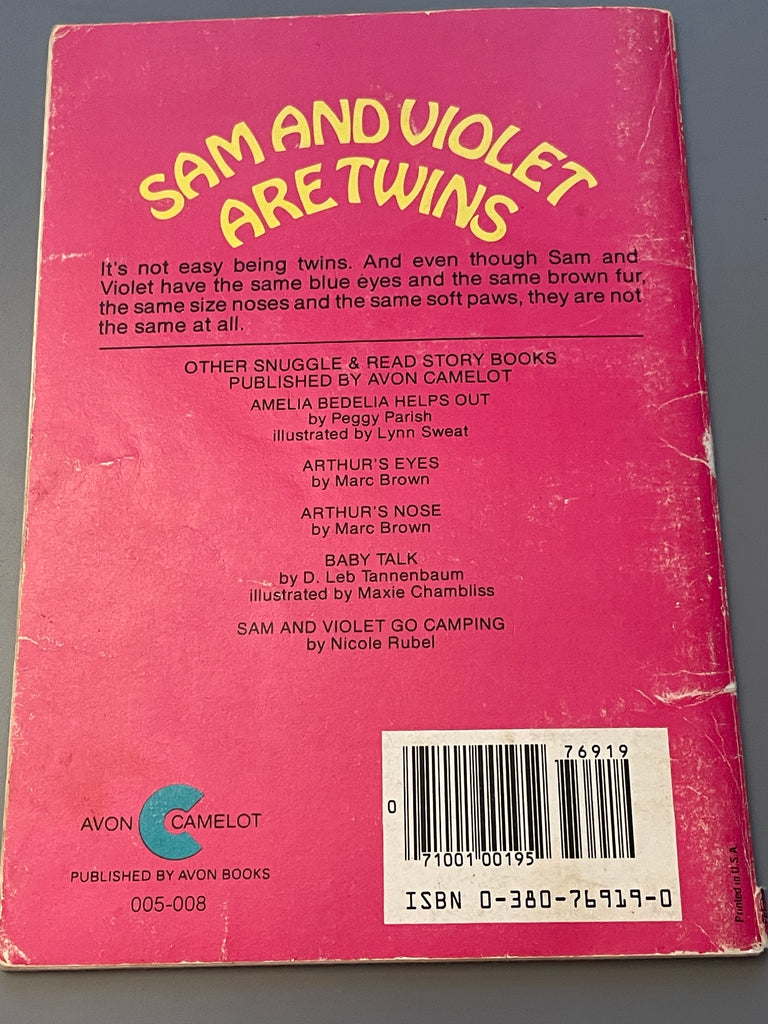 SAM AND VIOLET
ARE TWINS
It's not easy being twins. And even though Sam and
Violet have the same blue eyes and the same brown fur,
the same size noses and the same soft paws, they are not
the same at all.
OTHER SNUGGLE & READ STORY BOOKS
PUBLISHED BY AVON CAMELOT
AMELIA BEDELIA HELPS OUT
by Peggy Parish
illustrated by Lynn Sweat
ARTHUR'S EYES
by Marc Brown
ARTHUR'S NOSE
by Marc Brown
BABY TALK
by D. Leb Tannenbaum
illustrated by Maxie Chambliss
SAM AND VIOLET GO CAMPING
by Nicole Rubel
AVON CAMELOT
PUBLISHED BY AVON BOOKS
005-008
76919
0
71001 00195
ISBN 0-380-76919-0
Printed in U.S.A